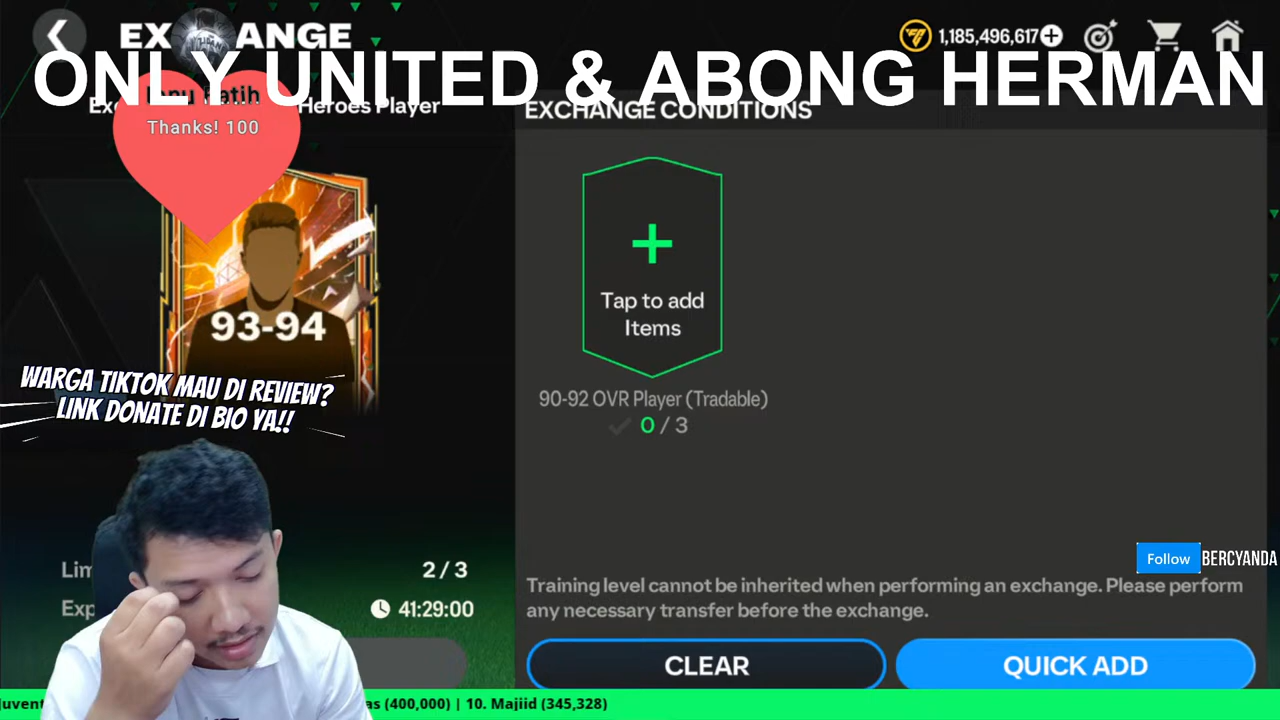 EX ANGE
1,185,496,617
ONLY UNITED & ABONG HERMAN
Heroes Player
Thanks! 100
EXCHANGE CONDITIONS
93-94
Tap to add
Items
90-92 OVR Player (Tradable)
0 / 3
WARGA TIKTOK MAU DI REVIEW?
LINK DONATE DI BIO YA!!
2 / 3
41:29:00
Follow BERCYANDA
Training level cannot be inherited when performing an exchange. Please perform
any necessary transfer before the exchange.
CLEAR
QUICK ADD
(400,000) | 10. Majiid (345,328)